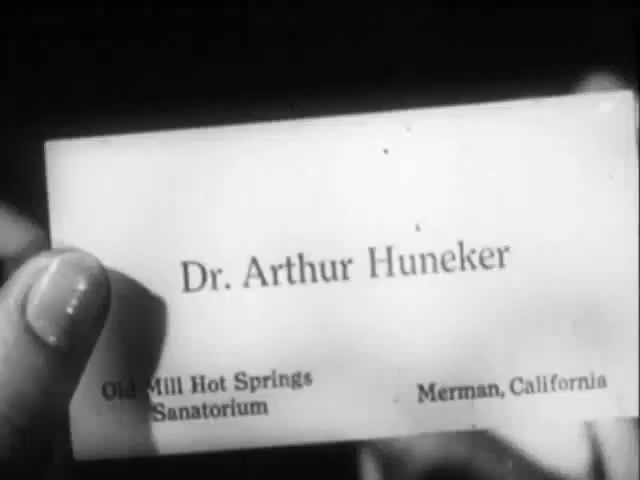 Dr. Arthur Huneker
Old Mill Hot Springs
Sanatorium
Merman, California